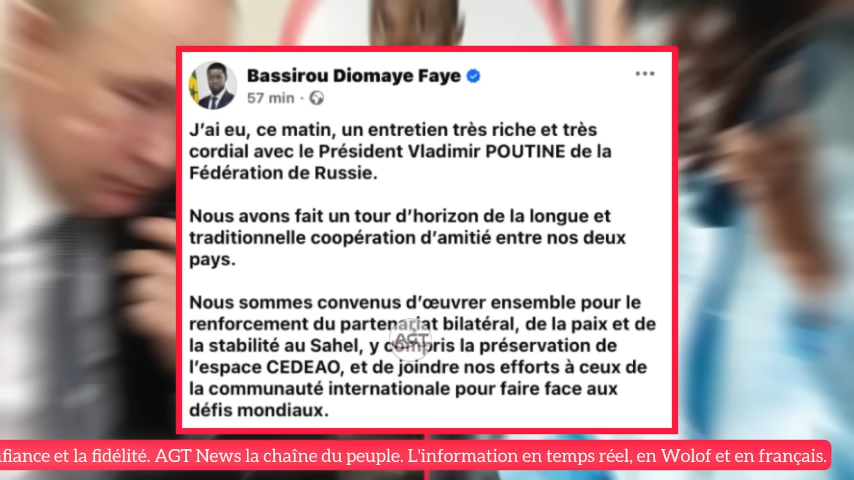 Bassirou Diomaye Faye
57 min ·
J'ai eu, ce matin, un entretien très riche et très
cordial avec le Président Vladimir POUTINE de la
Fédération de Russie.
Nous avons fait un tour d'horizon de la longue et
traditionnelle coopération d'amitié entre nos deux
pays.
Nous sommes convenus d'œuvrer ensemble pour le
renforcement du partenariat bilatéral, de la paix et de
la stabilité au Sahel, y compris la préservation de
l'espace CEDEAO, et de joindre nos efforts à ceux de
la communauté internationale pour faire face aux
défis mondiaux.
AGT
fiance et la fidélité. AGT News la chaîne du peuple. L'information en temps réel, en Wolof et en français.